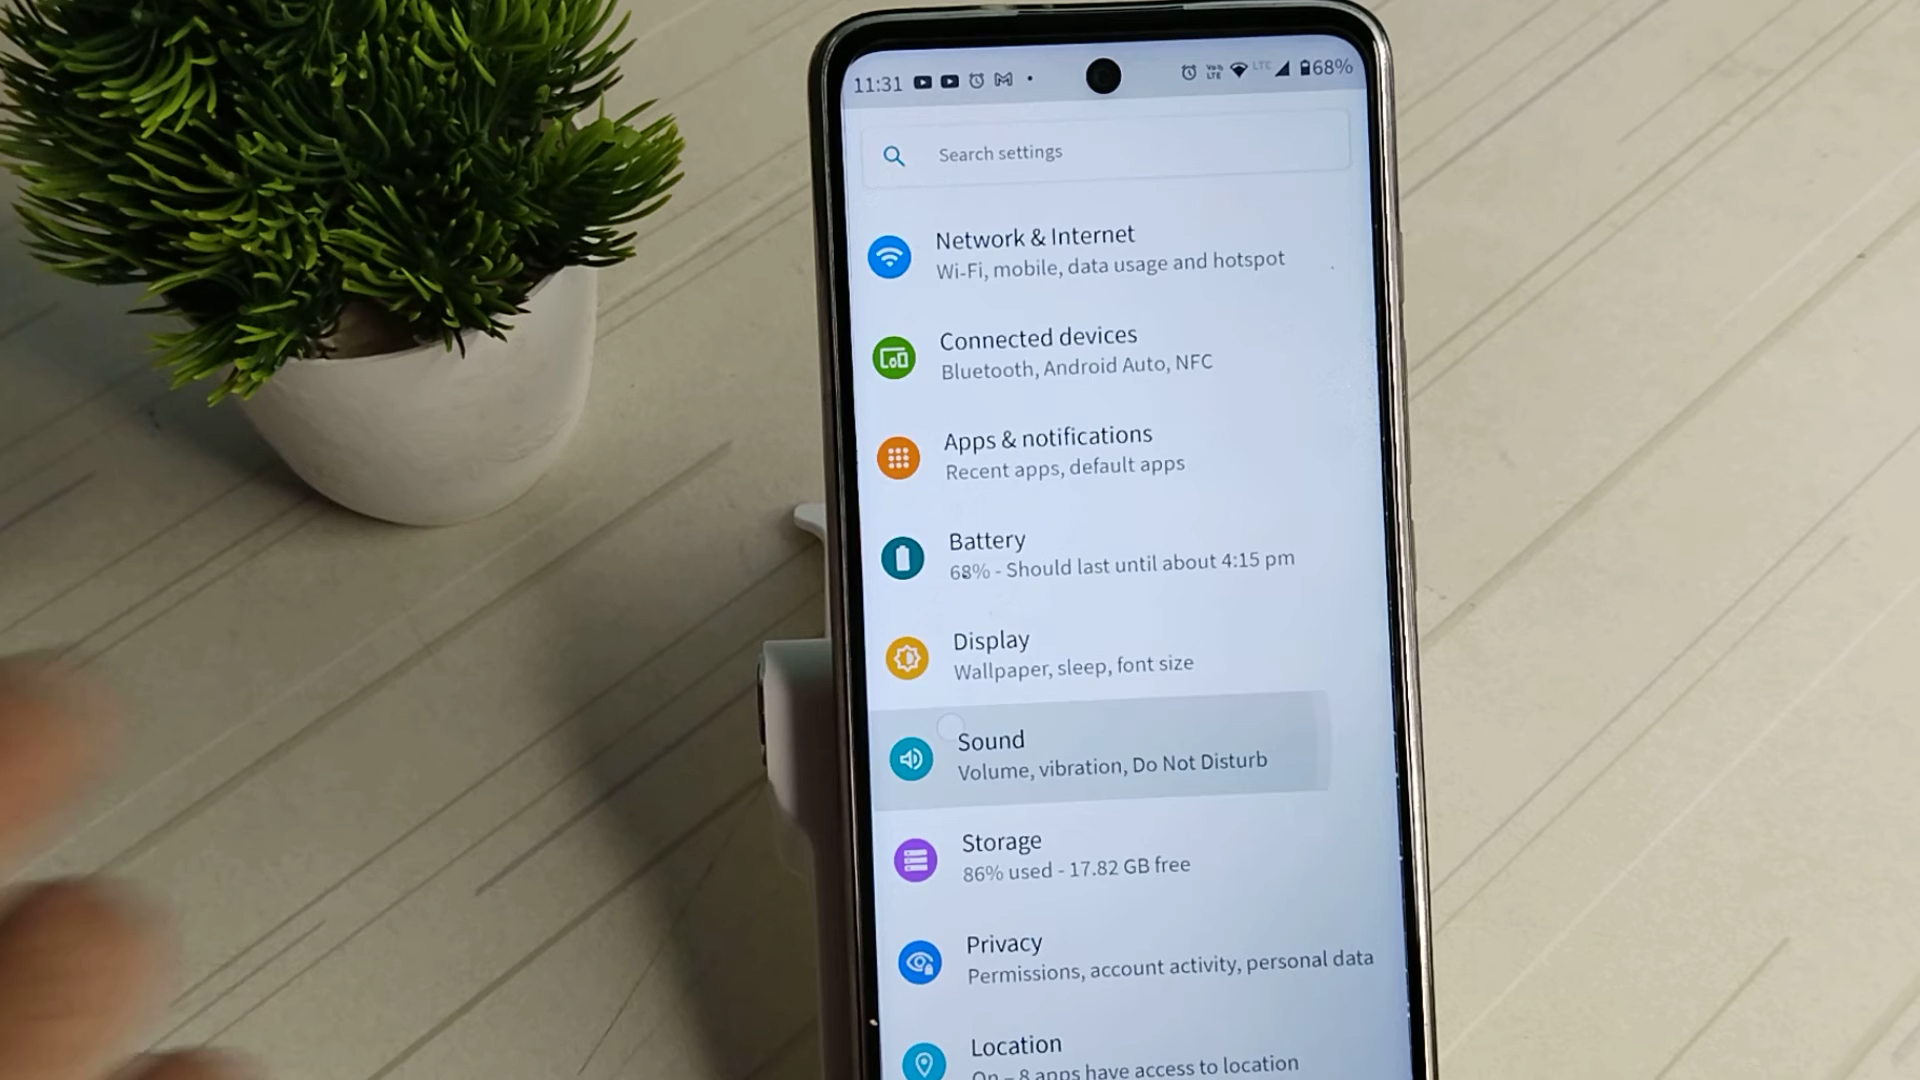 11:31 68%
Search settings
Network & Internet
Wi-Fi, mobile, data usage and hotspot
Connected devices
Bluetooth, Android Auto, NFC
Apps & notifications
Recent apps, default apps
Battery
68% - Should last until about 4:15 pm
Display
Wallpaper, sleep, font size
Sound
Volume, vibration, Do Not Disturb
Storage
86% used - 17.82 GB free
Privacy
Permissions, account activity, personal data
Location
On – 8 apps have access to location